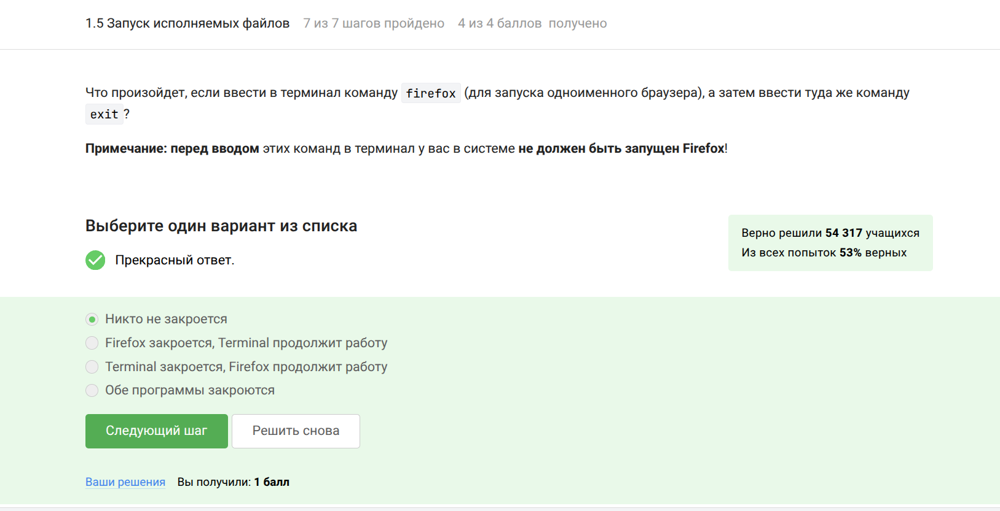 1.5 Запуск исполняемых файлов 7 из 7 шагов пройдено 4 из 4 баллов получено
Что произойдет, если ввести в терминал команду firefox (для запуска одноименного браузера), а затем ввести туда же команду
exit ?
Примечание: перед вводом этих команд в терминал у вас в системе не должен быть запущен Firefox!
Выберите один вариант из списка
Прекрасный ответ.
Верно решили 54 317 учащихся
Из всех попыток 53% верных
Никто не закроется
Firefox закроется, Terminal продолжит работу
Terminal закроется, Firefox продолжит работу
Обе программы закроются
Следующий шаг
Решить снова
Ваши решения Вы получили: 1 балл